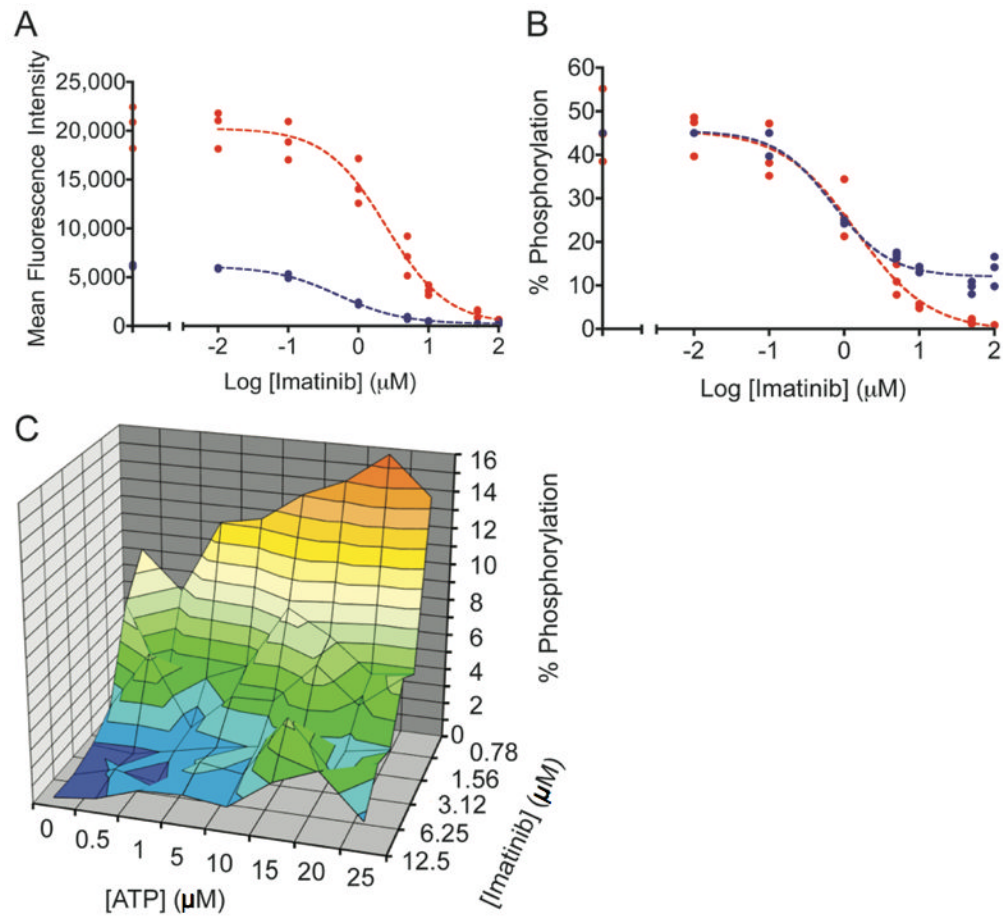 A
Mean Fluorescence Intensity
25,000
20,000
15,000
10,000
5,000
0
-2 -1 0 1 2
Log [Imatinib] (μM)
B
% Phosphorylation
60
50
40
30
20
10
0
-2 -1 0 1 2
Log [Imatinib] (μM)
C
16
14
12
10
8
6
4
2
0
% Phosphorylation
0.78
1.56
3.12
6.25
12.5
[Imatinib] (μM)
0 0.5 1 5 10 15 20 25
[ATP] (μM)